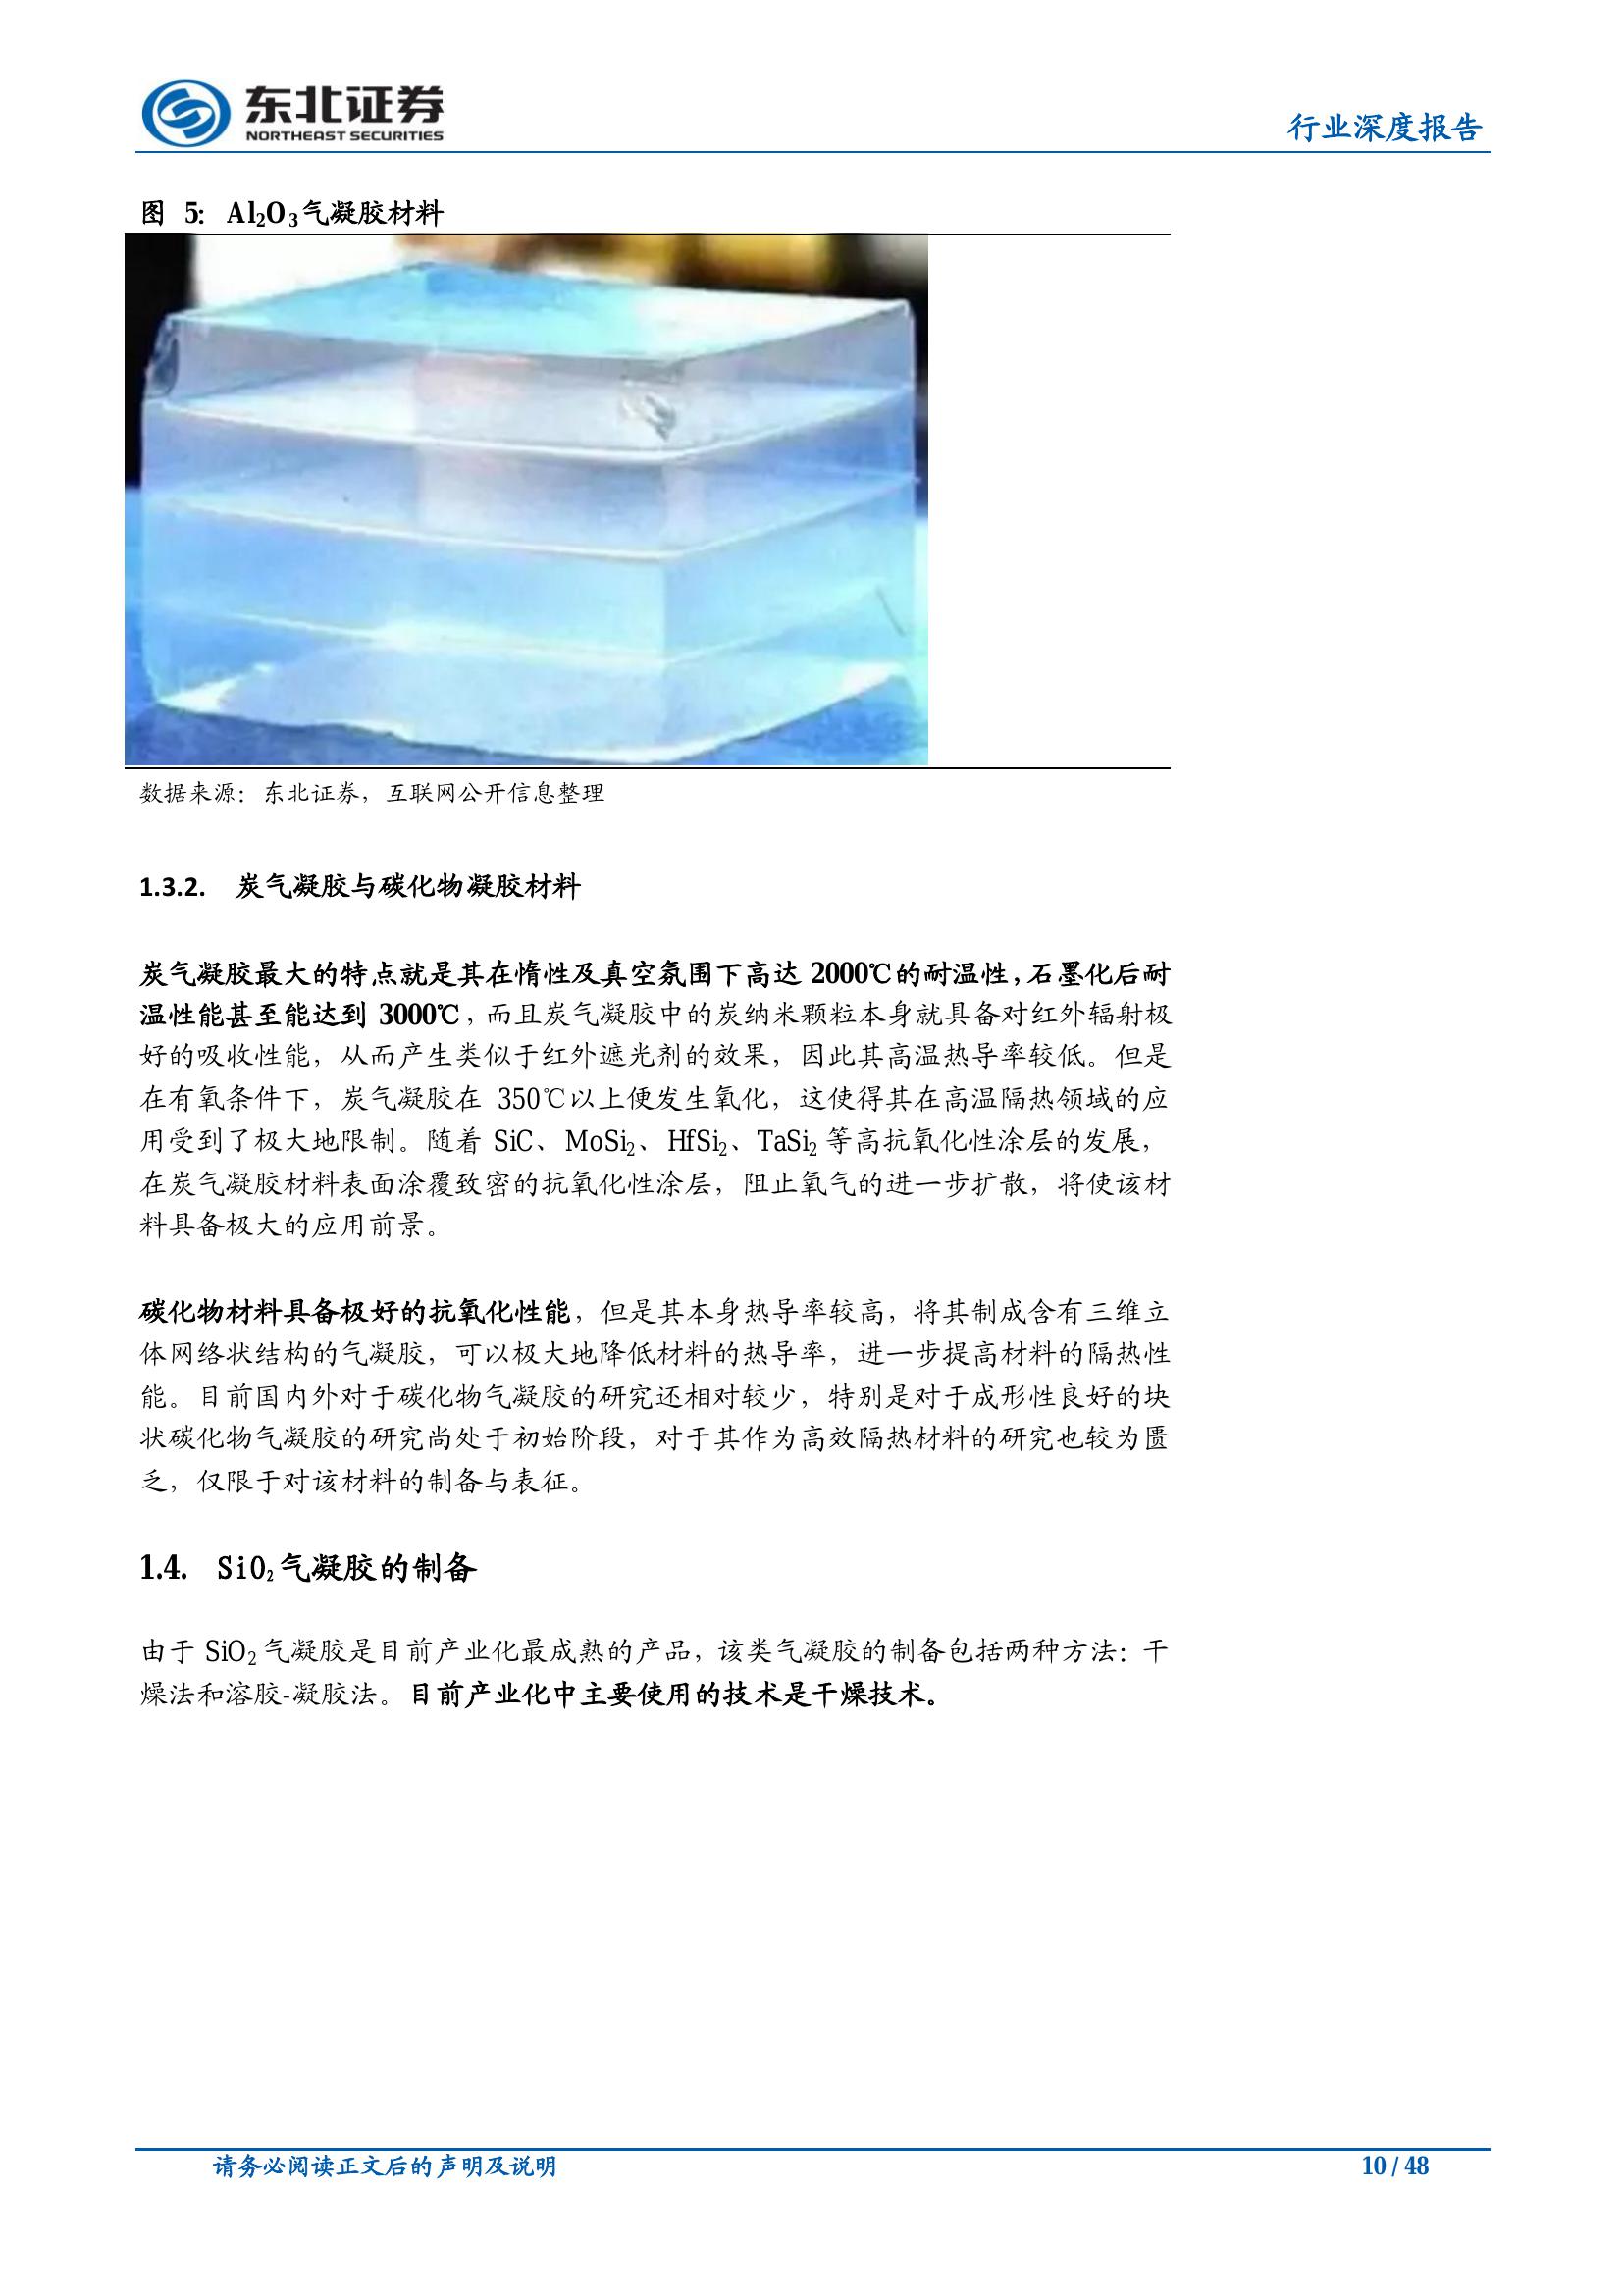 东北证券
NORTHEAST SECURITIES
行业深度报告
图 5：Al₂O₃气凝胶材料
数据来源：东北证券，互联网公开信息整理
1.3.2. 炭气凝胶与碳化物凝胶材料
炭气凝胶最大的特点就是其在惰性及真空氛围下高达 2000℃的耐温性，石墨化后耐
温性能甚至能达到 3000℃，而且炭气凝胶中的炭纳米颗粒本身就具备对红外辐射极
好的吸收性能，从而产生类似于红外遮光剂的效果，因此其高温热导率较低。但是
在有氧条件下，炭气凝胶在 350℃以上便发生氧化，这使得其在高温隔热领域的应
用受到了极大地限制。随着 SiC、MoSi₂、HfSi₂、TaSi₂ 等高抗氧化性涂层的发展，
在炭气凝胶材料表面涂覆致密的抗氧化性涂层，阻止氧气的进一步扩散，将使该材
料具备极大的应用前景。
碳化物材料具备极好的抗氧化性能，但是其本身热导率较高，将其制成含有三维立
体网络状结构的气凝胶，可以极大地降低材料的热导率，进一步提高材料的隔热性
能。目前国内外对于碳化物气凝胶的研究还相对较少，特别是对于成形性良好的块
状碳化物气凝胶的研究尚处于初始阶段，对于其作为高效隔热材料的研究也较为匮
乏，仅限于对该材料的制备与表征。
1.4. SiO₂气凝胶的制备
由于 SiO₂ 气凝胶是目前产业化最成熟的产品，该类气凝胶的制备包括两种方法：干
燥法和溶胶-凝胶法。目前产业化中主要使用的技术是干燥技术。
请务必阅读正文后的声明及说明
10 / 48